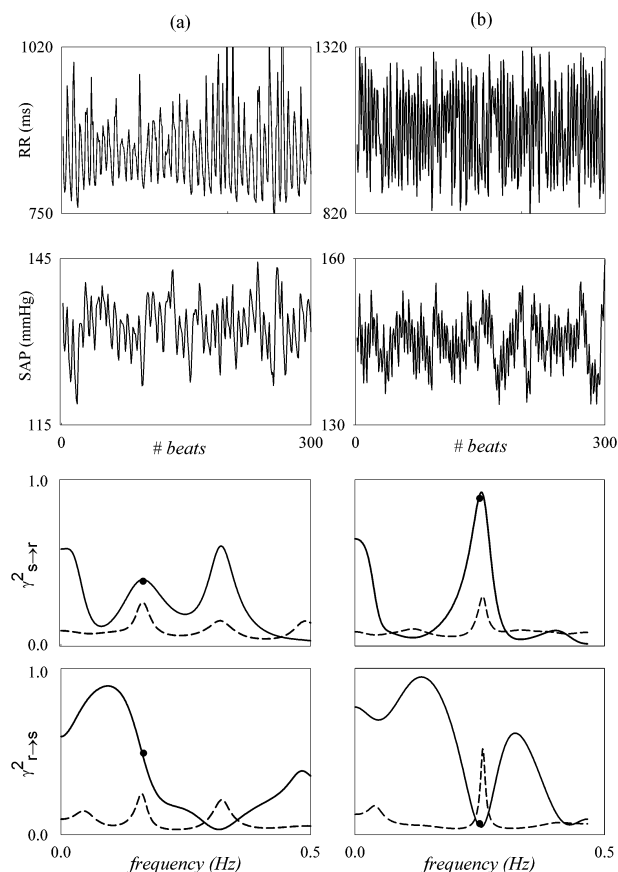 (a)
(b)
1020
RR (ms)
750
1320
820
145
SAP (mmHg)
115
0
# beats
300
160
130
0
# beats
300
1.0
γ²s→r
0.0
1.0
γ²r→s
0.0
0.0
frequency (Hz)
0.5
0.0
frequency (Hz)
0.5